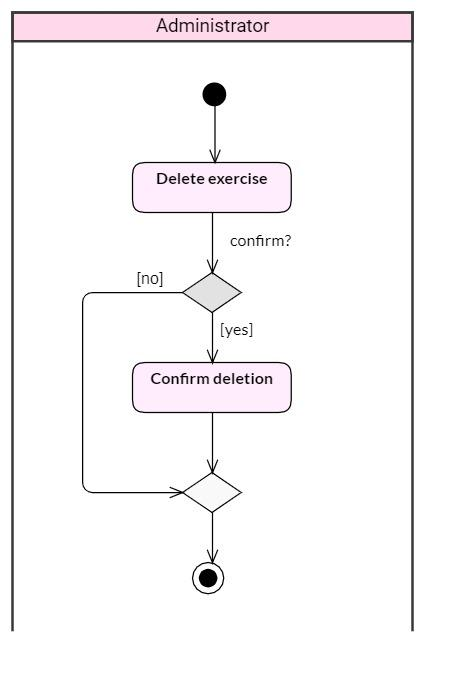 Administrator
Delete exercise
confirm?
[no]
[yes]
Confirm deletion